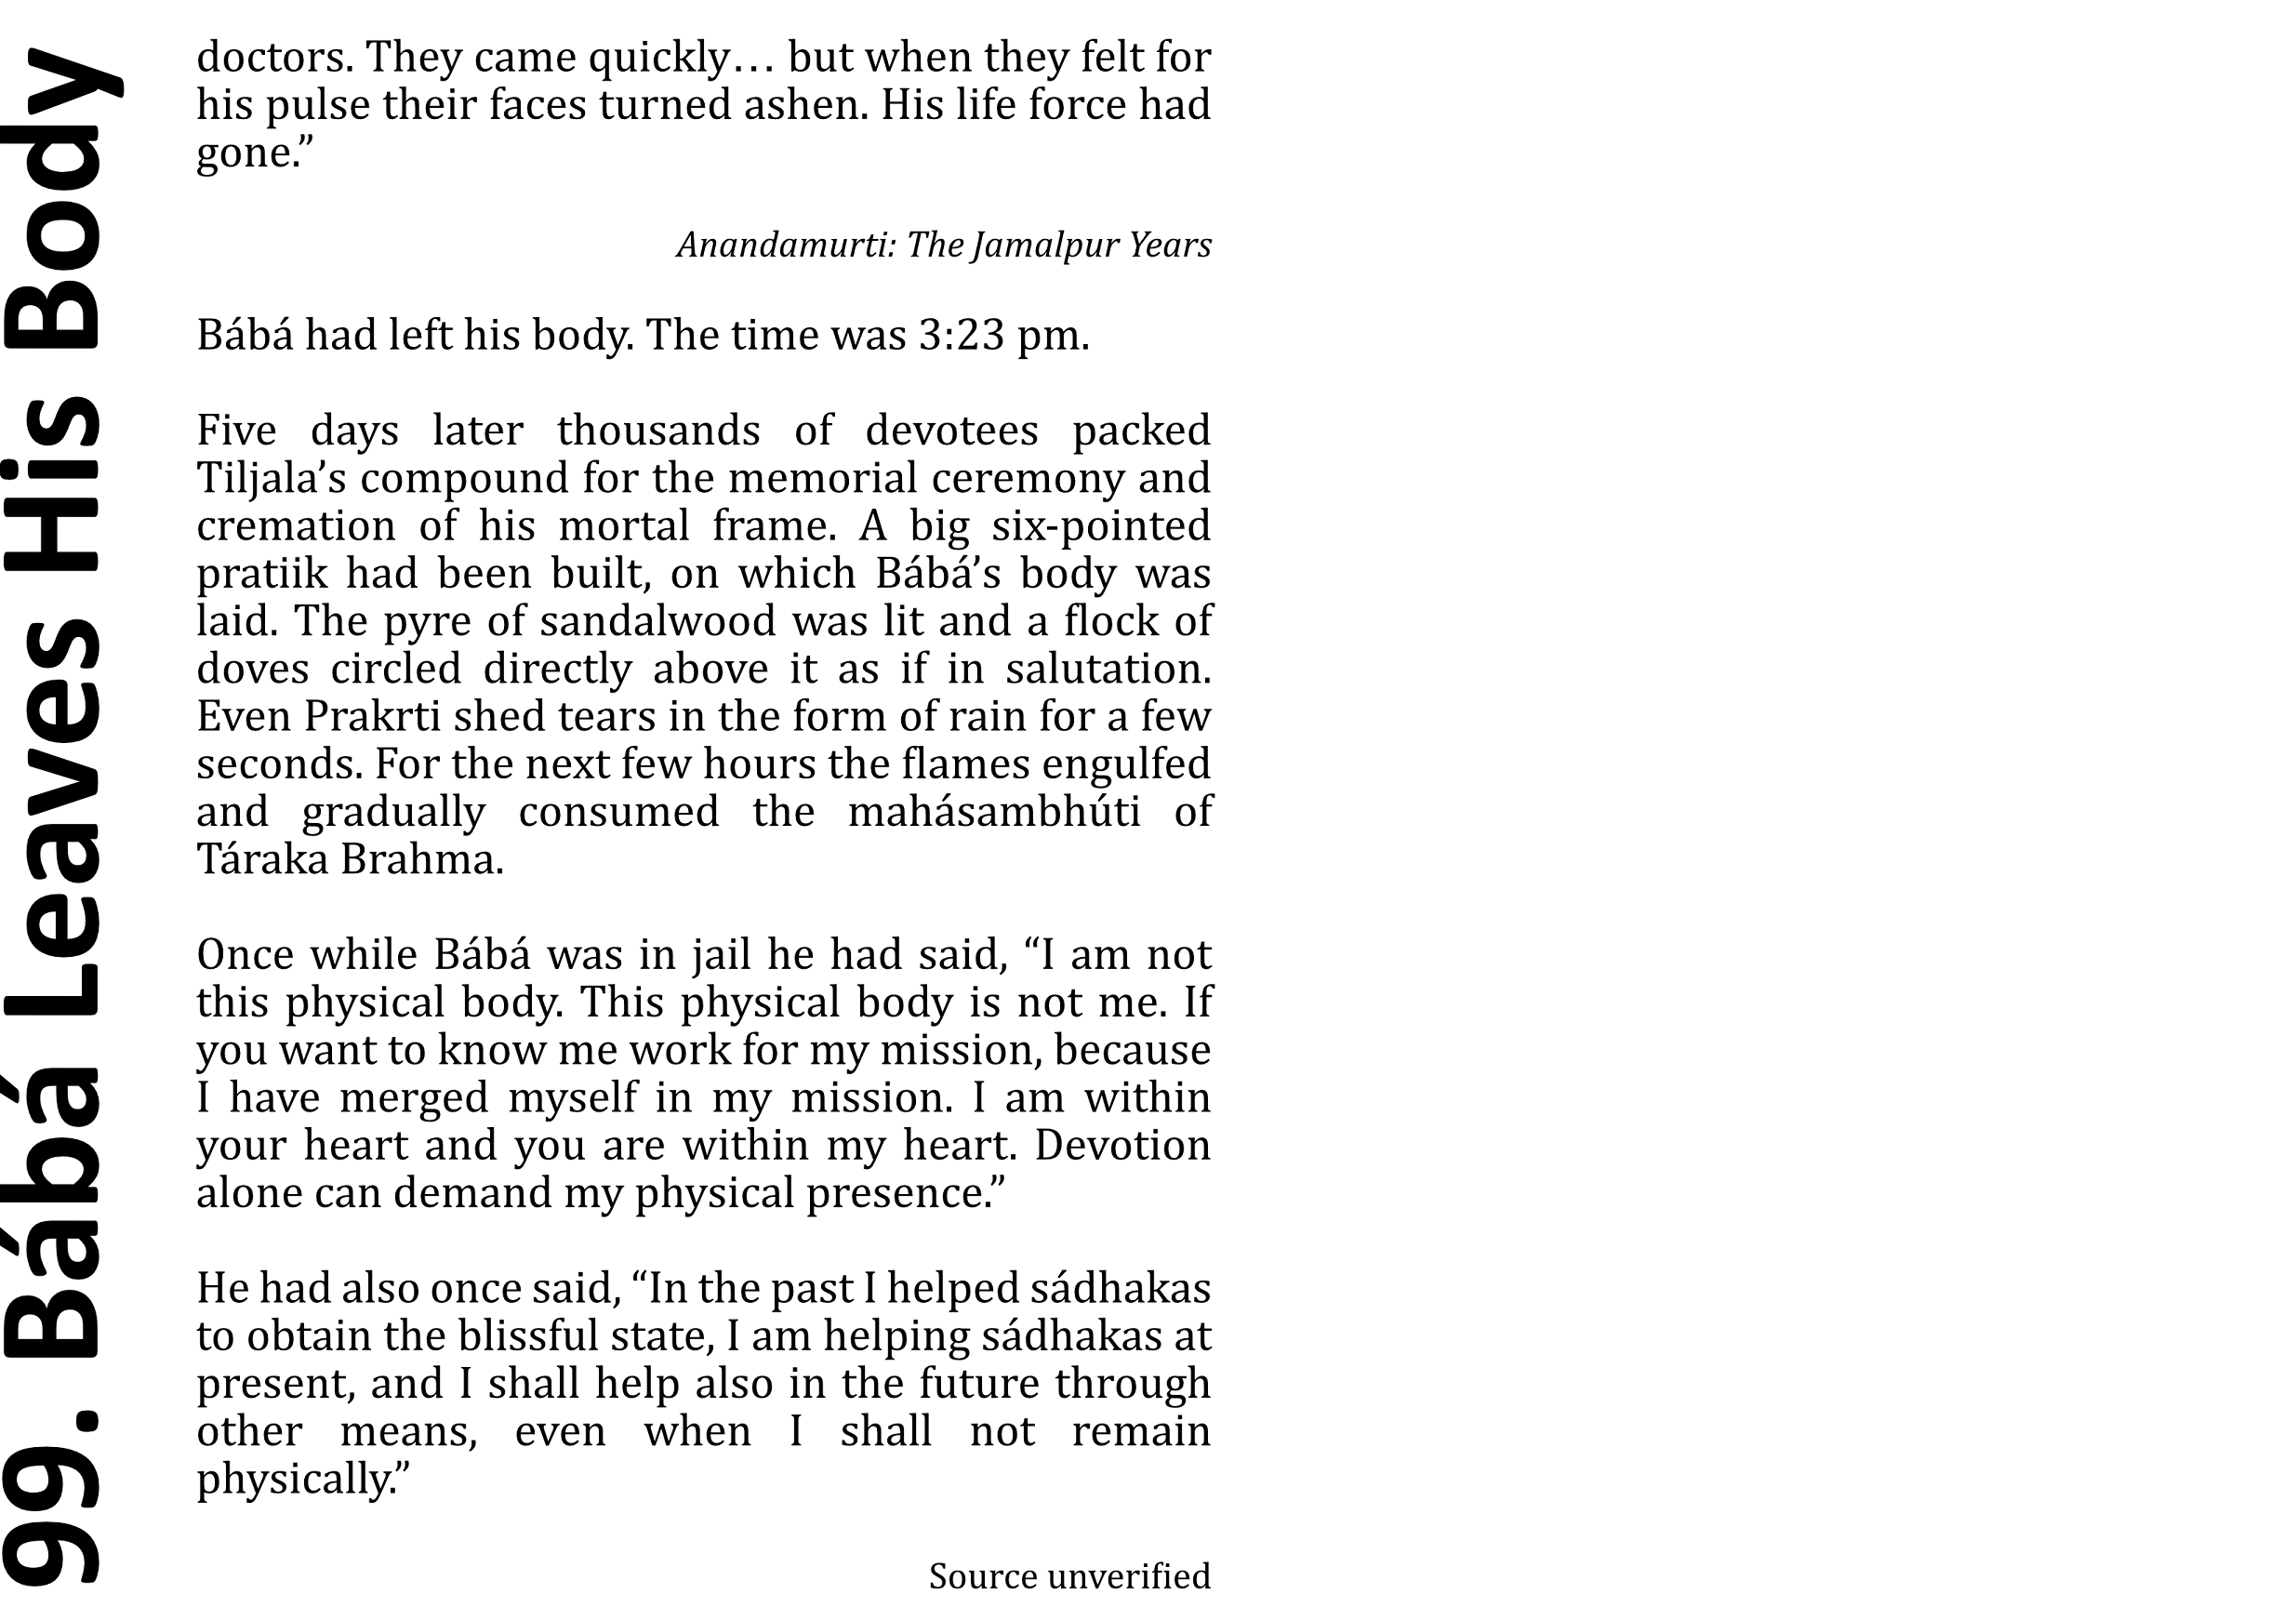 99. Bábá Leaves His Body
doctors. They came quickly… but when they felt for
his pulse their faces turned ashen. His life force had
gone.”
Anandamurti: The Jamalpur Years
Bábá had left his body. The time was 3:23 pm.
Five days later thousands of devotees packed
Tiljala’s compound for the memorial ceremony and
cremation of his mortal frame. A big six-pointed
pratiik had been built, on which Bábá’s body was
laid. The pyre of sandalwood was lit and a flock of
doves circled directly above it as if in salutation.
Even Prakrti shed tears in the form of rain for a few
seconds. For the next few hours the flames engulfed
and gradually consumed the mahásambhúti of
Táraka Brahma.
Once while Bábá was in jail he had said, “I am not
this physical body. This physical body is not me. If
you want to know me work for my mission, because
I have merged myself in my mission. I am within
your heart and you are within my heart. Devotion
alone can demand my physical presence.”
He had also once said, “In the past I helped sádhakas
to obtain the blissful state, I am helping sádhakas at
present, and I shall help also in the future through
other means, even when I shall not remain
physically.”
Source unverified